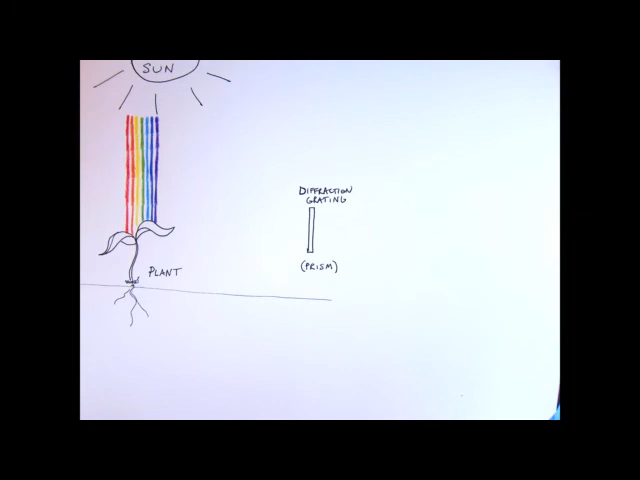 SUN
DIFFRACTION
GRATING
PLANT
(PRISM)